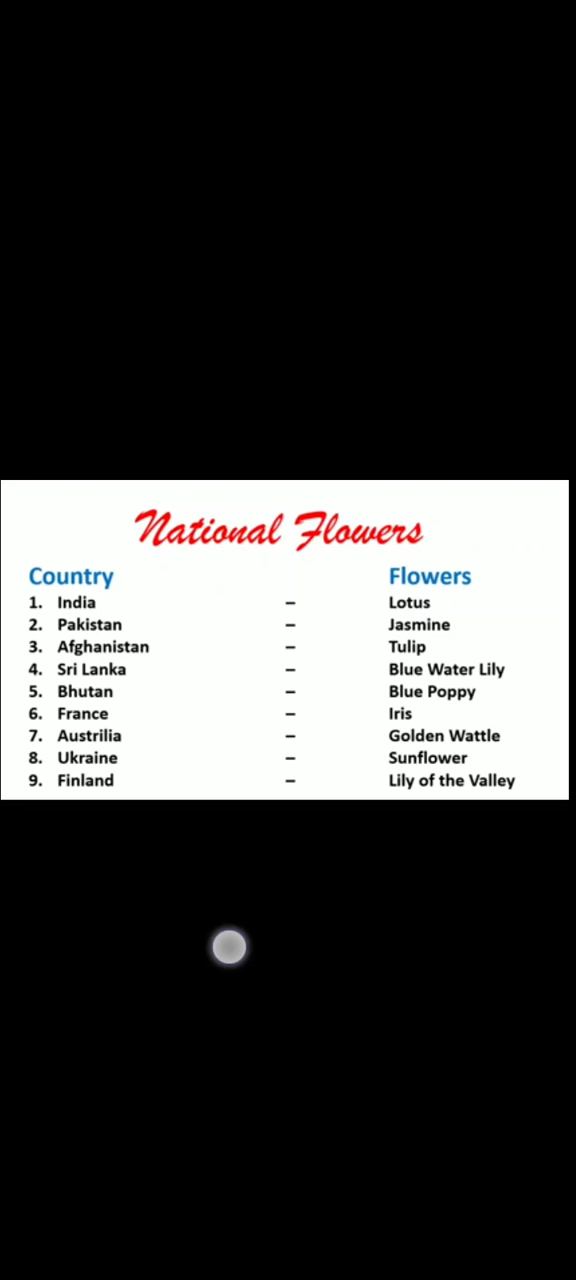 National Flowers
Country Flowers
1. India – Lotus
2. Pakistan – Jasmine
3. Afghanistan – Tulip
4. Sri Lanka – Blue Water Lily
5. Bhutan – Blue Poppy
6. France – Iris
7. Austrilia – Golden Wattle
8. Ukraine – Sunflower
9. Finland – Lily of the Valley